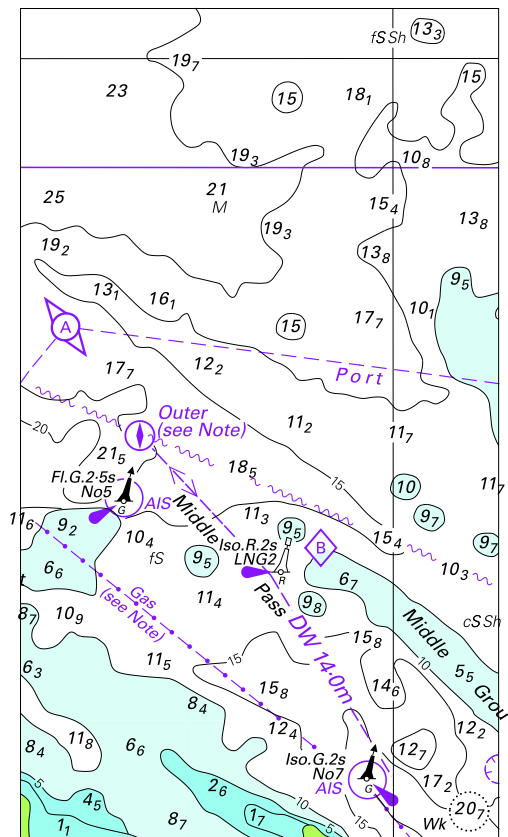 fSSh 13₃
19₇
23
15
15
18₁
19₃
10₈
25
21
M
15₄
19₃
13₈
19₂
13₈
9₅
13₁
16₁
10₁
A
15
17₇
17₇
12₂
Port
Outer
(see Note)
20
11₂
11₇
21₅
18₅
15
Fl.G.2·5s
No5
G
AIS
10
11₇
11₆
9₂
Middle
11₃
9₇
10₄
fS
9₅
15₄
9₇
Iso.R.2s
LNG2
R
B
9₅
10₃
6₆
6₇
t
Gas
(see Note)
11₄
Pass
9₈
8₇
10₉
DW 14·0m
Middle
cSSh
15₈
6₃
11₅
15
10
5₅
15₈
14₆
Grou
8₄
12₄
12₂
8₄
11₈
6₆
Iso.G.2s
No7
AIS
G
12₇
5
2₆
17₂
4₅
10
20₇
1₁
8₇
1₇
5
15
Wk